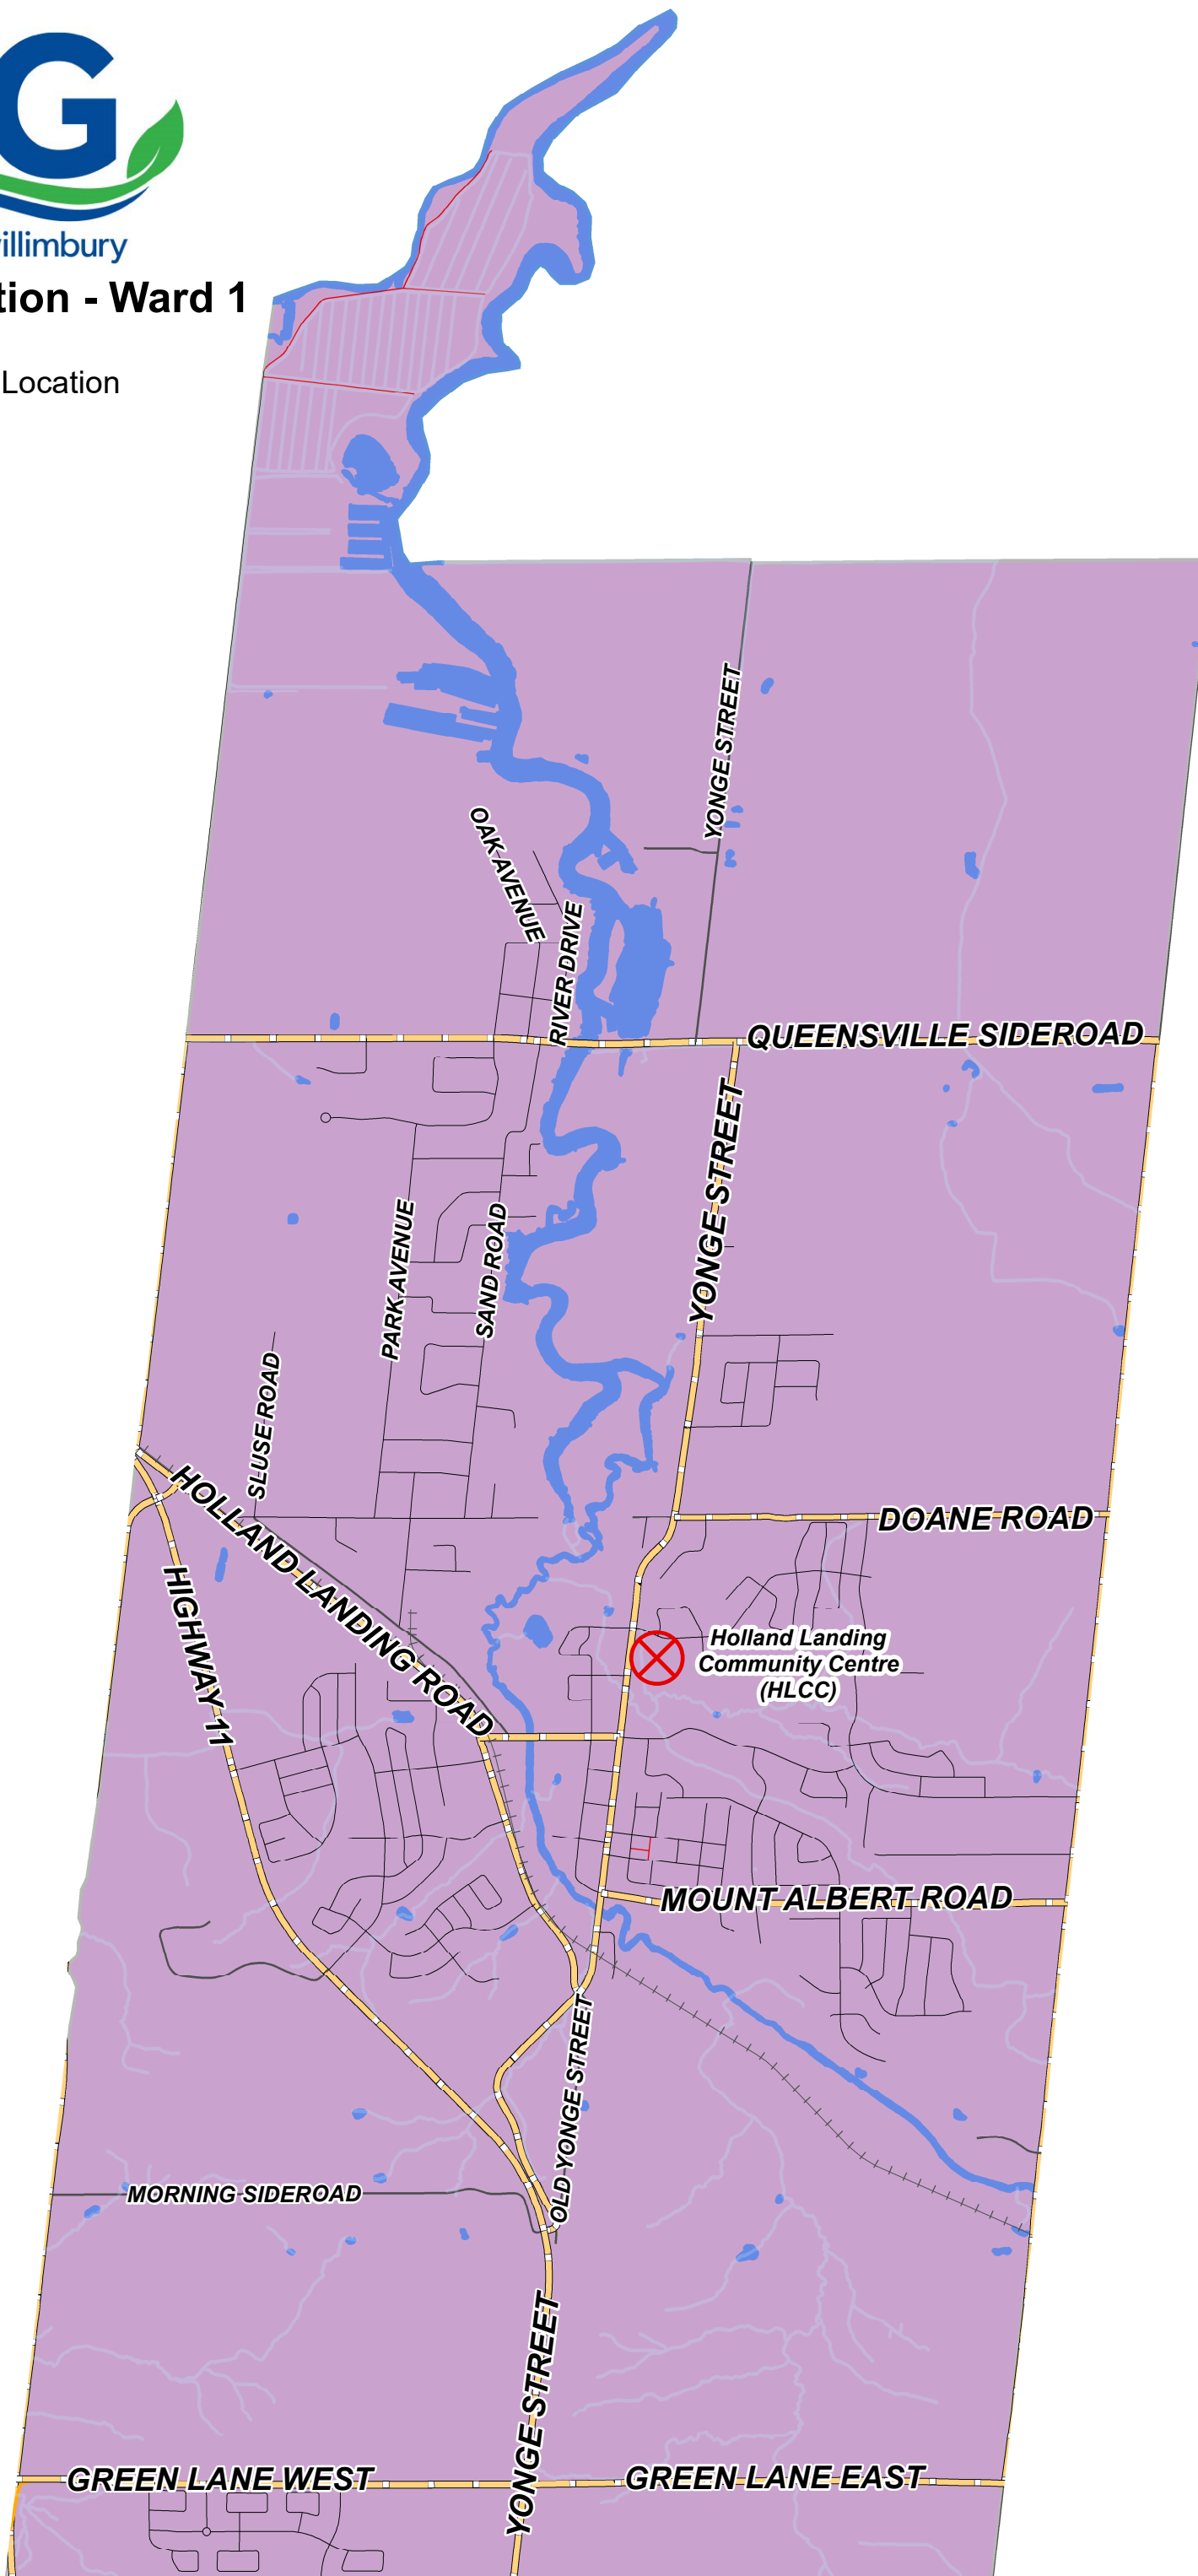 G
illimbury
tion - Ward 1
Location
YONGE STREET
OAK AVENUE
RIVER DRIVE
QUEENSVILLE SIDEROAD
YONGE STREET
PARK AVENUE
SAND ROAD
SLUSE ROAD
HOLLAND LANDING ROAD
DOANE ROAD
HIGHWAY 11
Holland Landing
Community Centre
(HLCC)
MOUNT ALBERT ROAD
OLD YONGE STREET
MORNING SIDEROAD
YONGE STREET
GREEN LANE WEST
GREEN LANE EAST